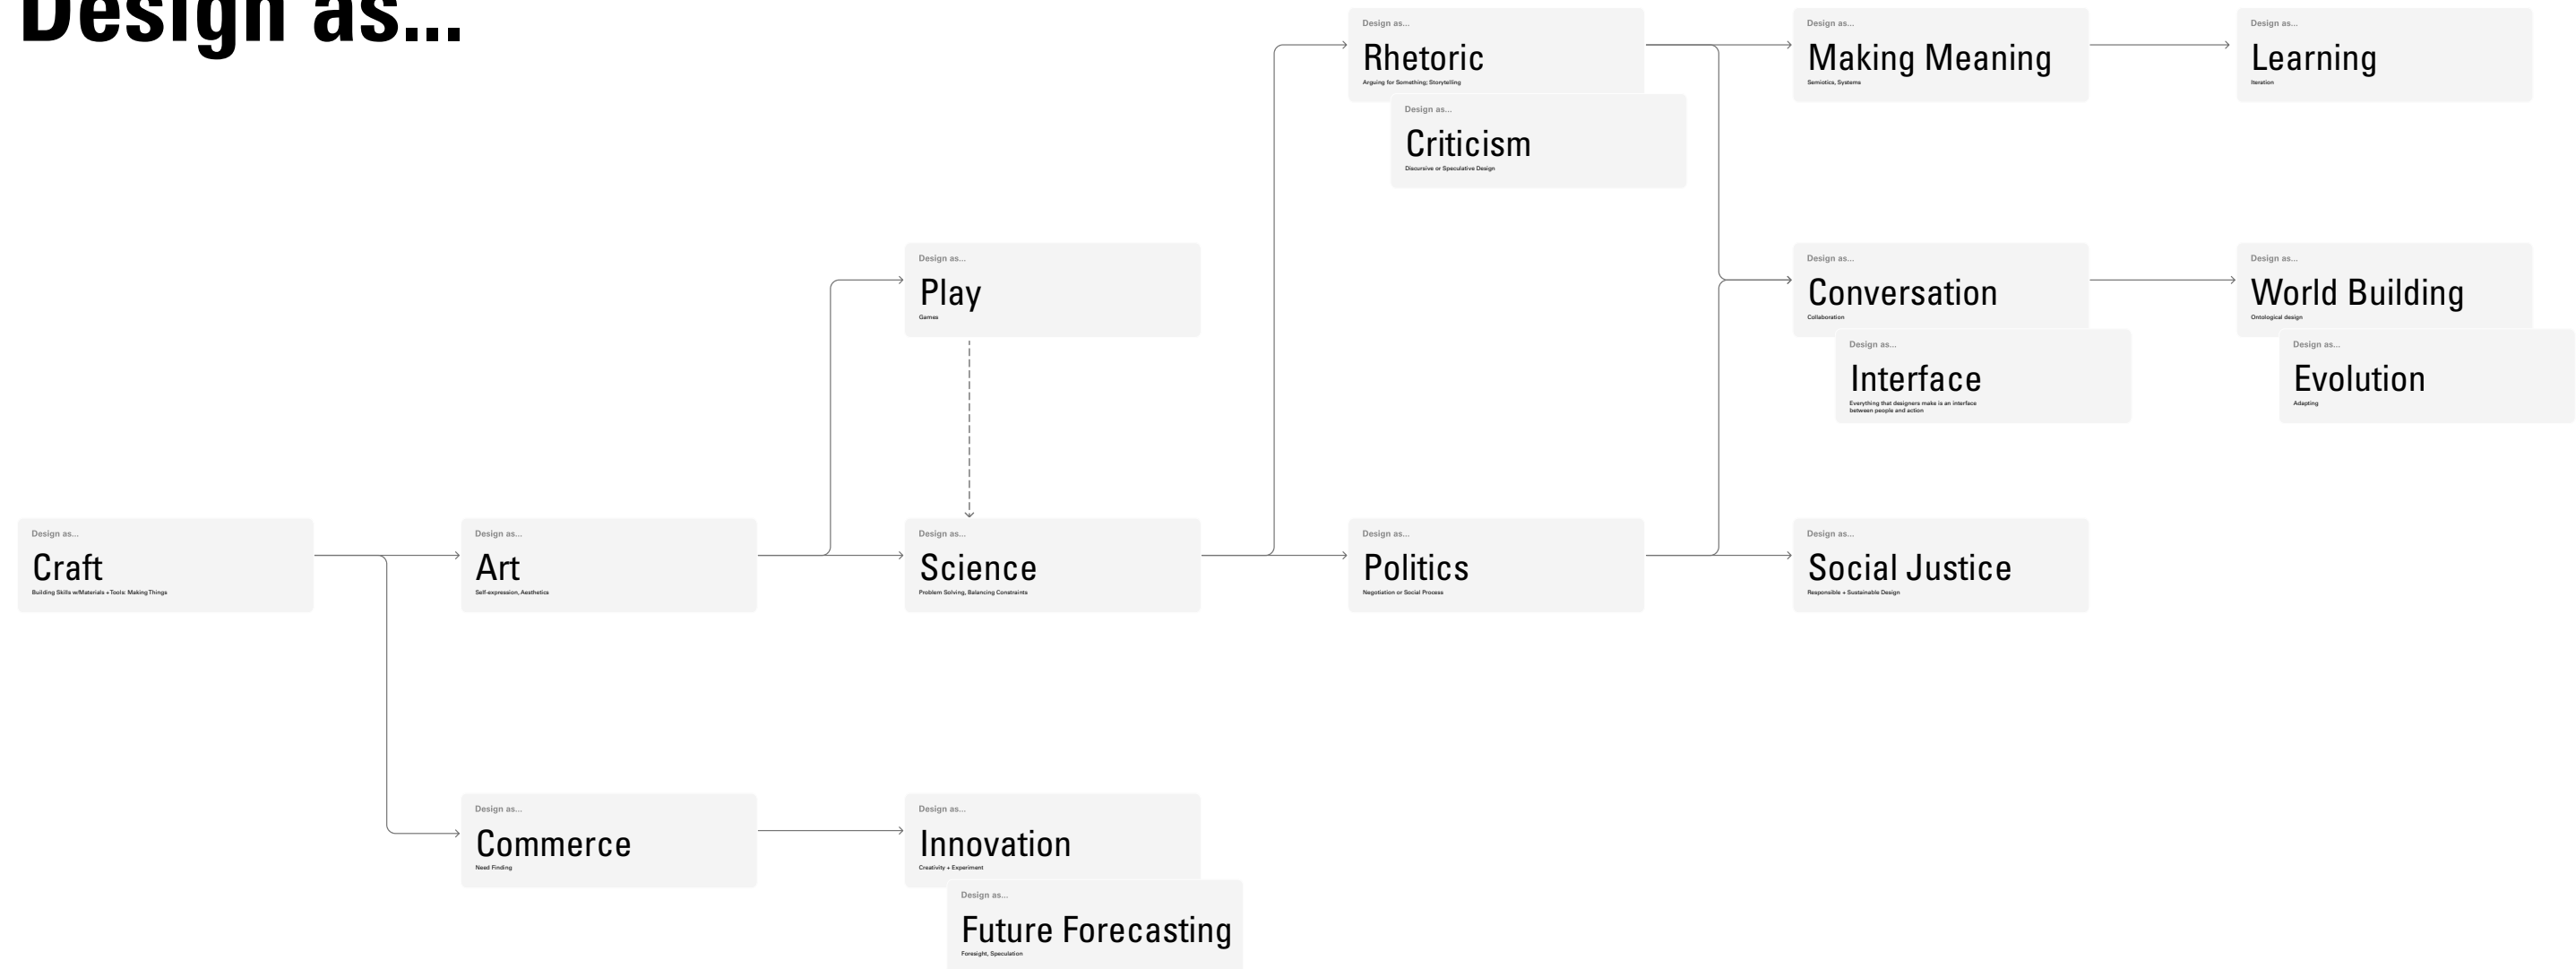 Design as...
Design as...
Rhetoric
Arguing for Something; Storytelling
Design as...
Criticism
Discursive or Speculative Design
Design as...
Making Meaning
Semiotics, Systems
Design as...
Learning
Iteration
Design as...
Play
Games
Design as...
Conversation
Collaboration
Design as...
Interface
Everything that designers make is an interface
between people and action
Design as...
World Building
Ontological design
Design as...
Evolution
Adapting
Design as...
Craft
Building Skills w/Materials + Tools: Making Things
Design as...
Art
Self-expression, Aesthetics
Design as...
Science
Problem Solving, Balancing Constraints
Design as...
Politics
Negotiation or Social Process
Design as...
Social Justice
Responsible + Sustainable Design
Design as...
Commerce
Need Finding
Design as...
Innovation
Creativity + Experiment
Design as...
Future Forecasting
Foresight, Speculation